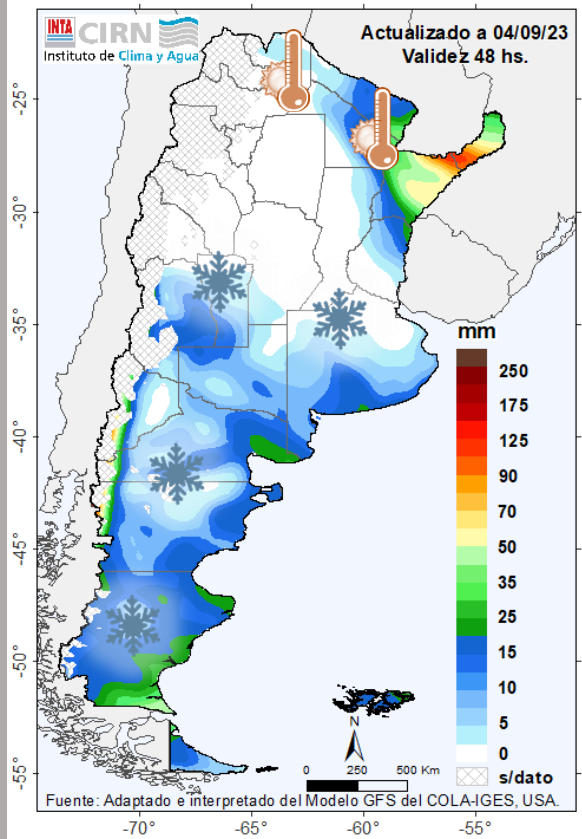 INTA CIRN
Instituto de Clima y Agua
Actualizado a 04/09/23
Validez 48 hs.
-25
-30
-35
-40
-45
-50
-55
mm
250
175
125
90
70
50
35
25
15
10
5
0
s/dato
N
0 250 500 Km
Fuente: Adaptado e interpretado del Modelo GFS del COLA-IGES, USA.
-70 -65 -60 -55